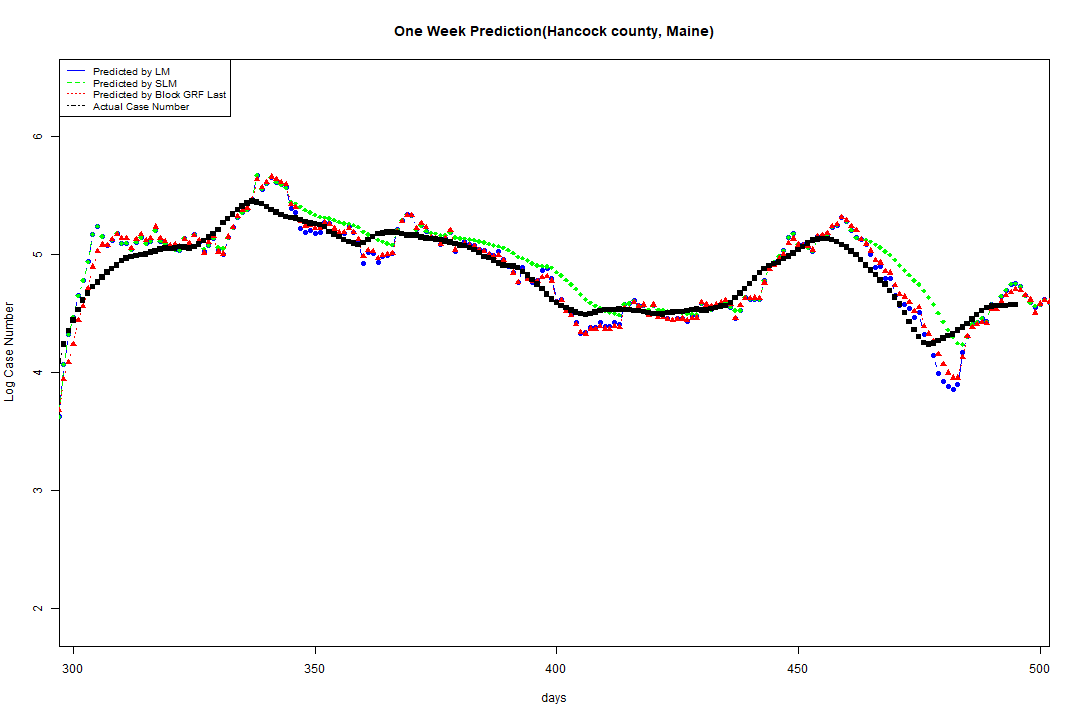 One Week Prediction(Hancock county, Maine)
Predicted by LM
Predicted by SLM
Predicted by Block GRF Last
Actual Case Number
6
5
4
3
2
Log Case Number
300 350 400 450 500
days